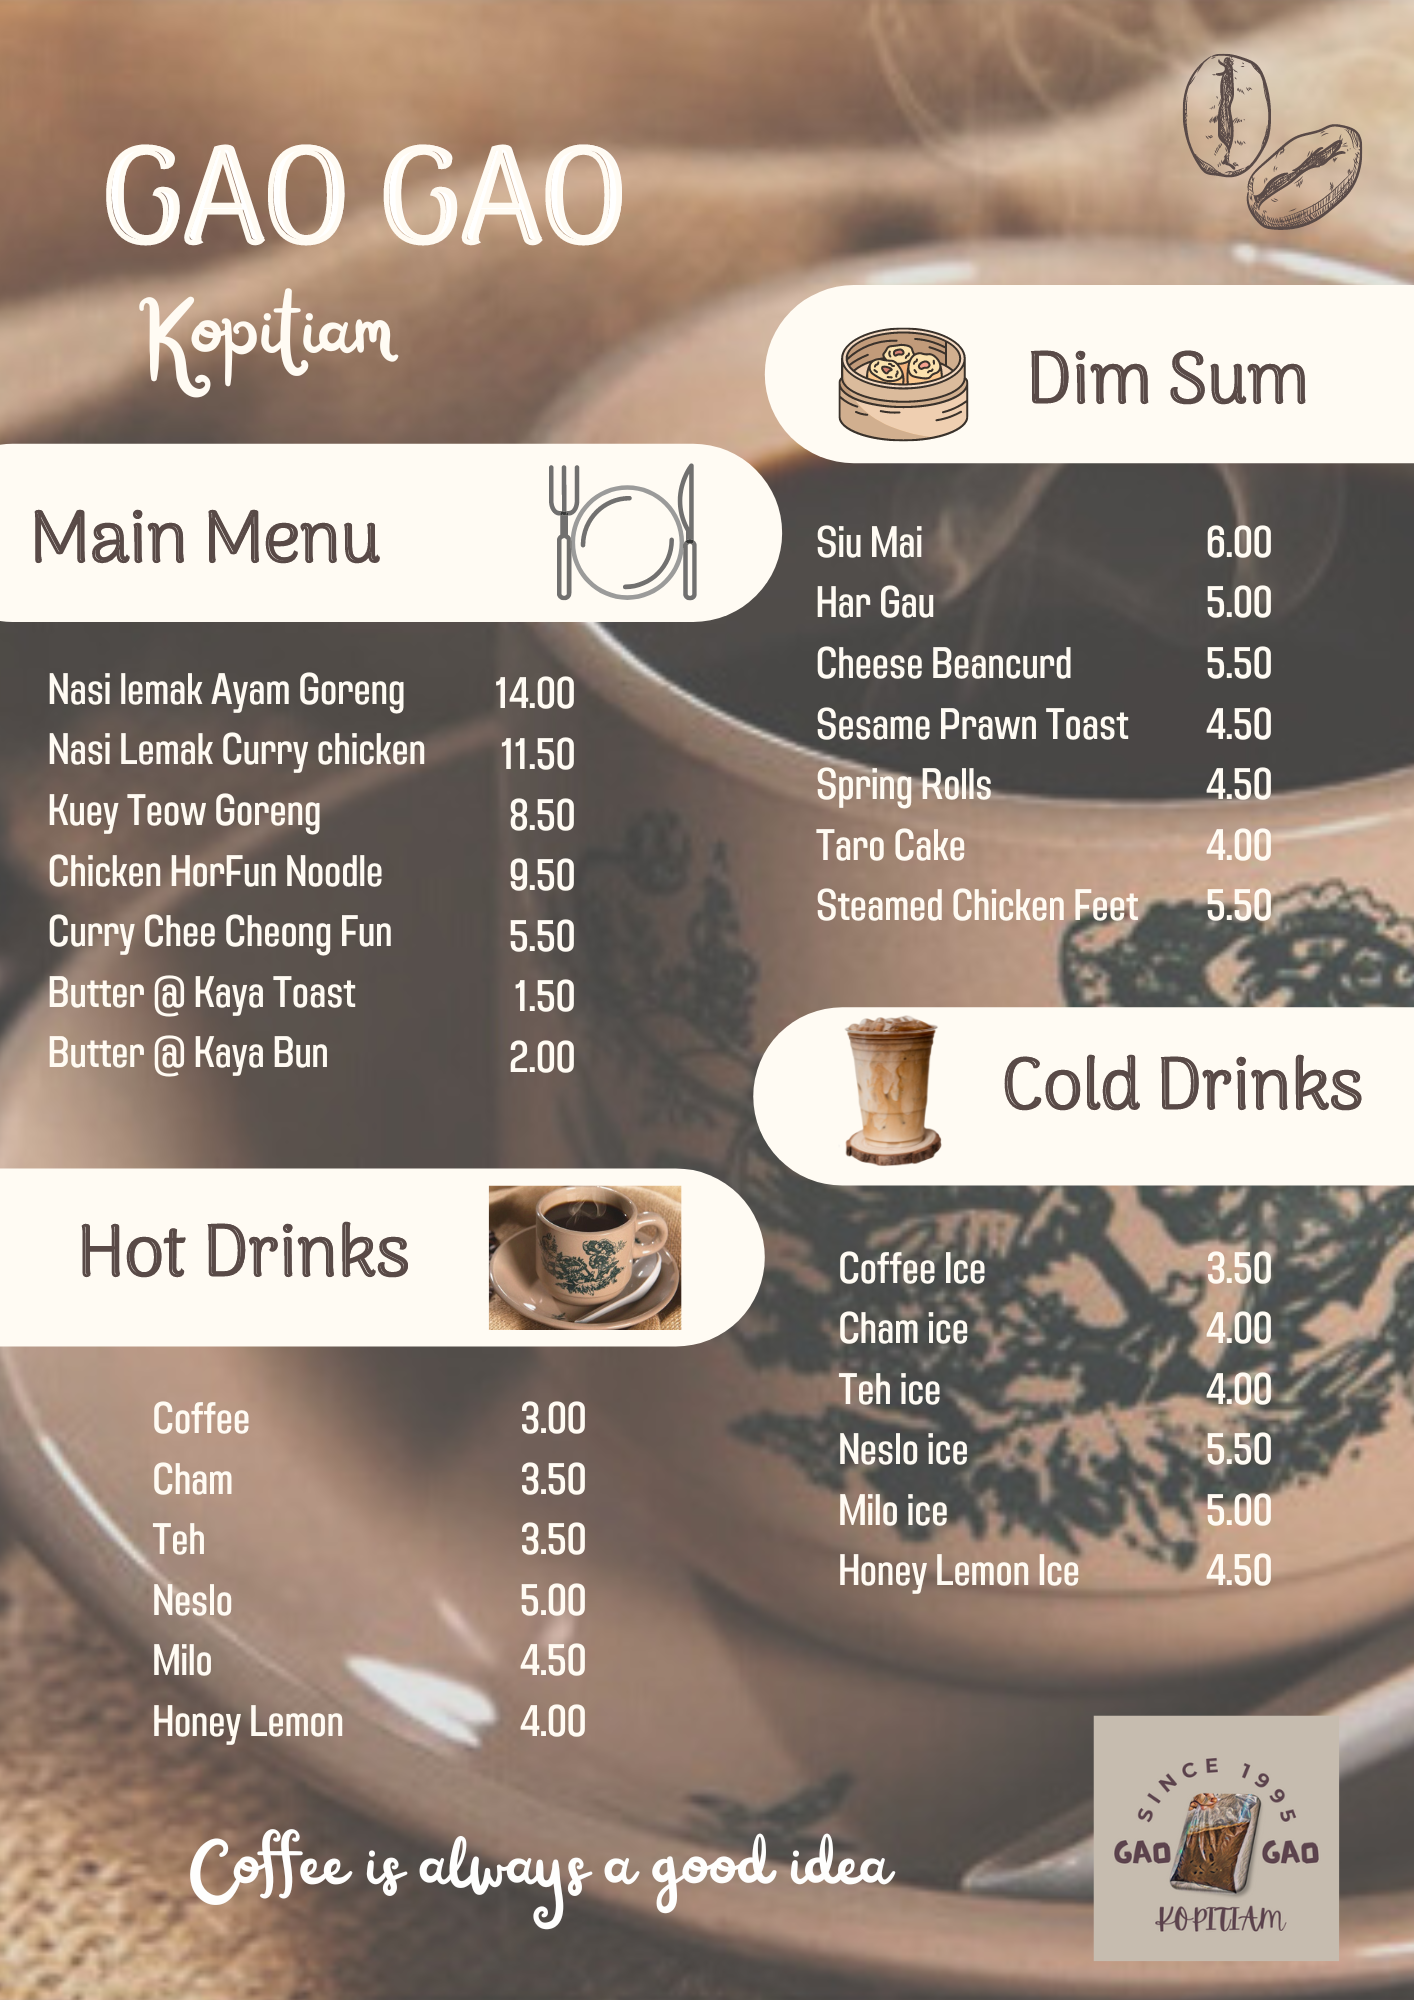 GAO GAO
Kopitiam
Main Menu
Nasi lemak Ayam Goreng 14.00
Nasi Lemak Curry chicken 11.50
Kuey Teow Goreng 8.50
Chicken HorFun Noodle 9.50
Curry Chee Cheong Fun 5.50
Butter @ Kaya Toast 1.50
Butter @ Kaya Bun 2.00
Hot Drinks
Coffee 3.00
Cham 3.50
Teh 3.50
Neslo 5.00
Milo 4.50
Honey Lemon 4.00
Dim Sum
Siu Mai 6.00
Har Gau 5.00
Cheese Beancurd 5.50
Sesame Prawn Toast 4.50
Spring Rolls 4.50
Taro Cake 4.00
Steamed Chicken Feet 5.50
Cold Drinks
Coffee Ice 3.50
Cham ice 4.00
Teh ice 4.00
Neslo ice 5.50
Milo ice 5.00
Honey Lemon Ice 4.50
Coffee is always a good idea
SINCE 1995
GAO GAO
KOPITIAM